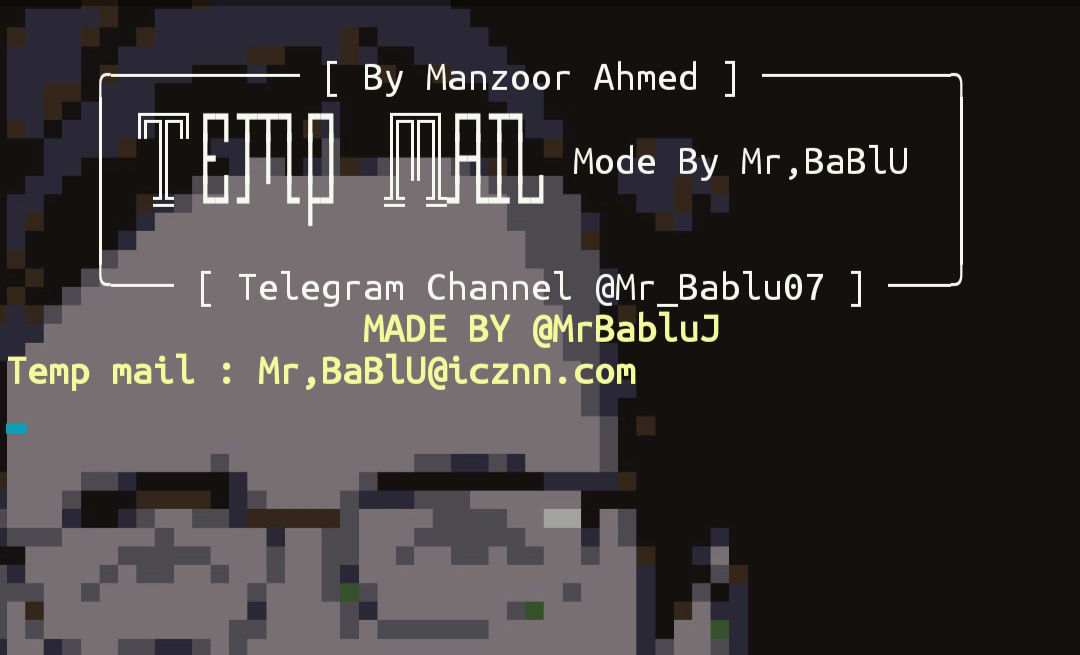 [ By Manzoor Ahmed ]
Temp Mail Mode By Mr,BaBlU
[ Telegram Channel @Mr_Bablu07 ]
MADE BY @MrBabluJ
Temp mail : Mr,BaBlU@icznn.com